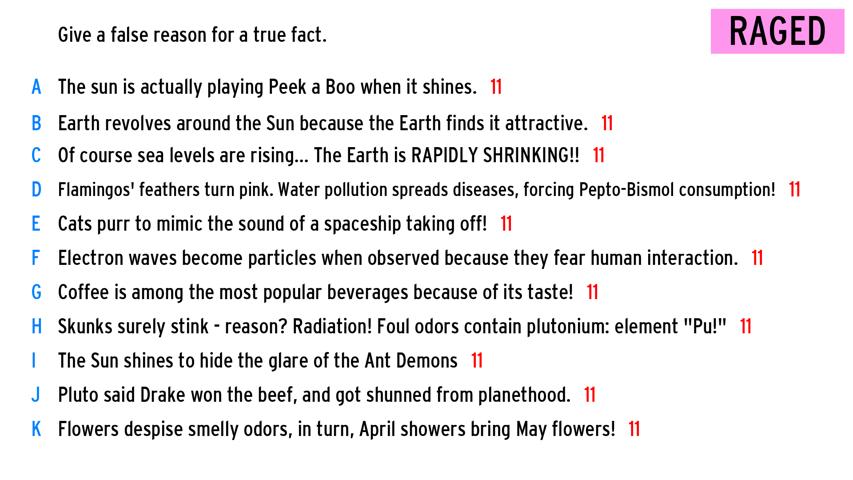 Give a false reason for a true fact.
RAGED
A The sun is actually playing Peek a Boo when it shines. 11
B Earth revolves around the Sun because the Earth finds it attractive. 11
C Of course sea levels are rising... The Earth is RAPIDLY SHRINKING!! 11
D Flamingos' feathers turn pink. Water pollution spreads diseases, forcing Pepto-Bismol consumption! 11
E Cats purr to mimic the sound of a spaceship taking off! 11
F Electron waves become particles when observed because they fear human interaction. 11
G Coffee is among the most popular beverages because of its taste! 11
H Skunks surely stink - reason? Radiation! Foul odors contain plutonium: element "Pu!" 11
I The Sun shines to hide the glare of the Ant Demons 11
J Pluto said Drake won the beef, and got shunned from planethood. 11
K Flowers despise smelly odors, in turn, April showers bring May flowers! 11